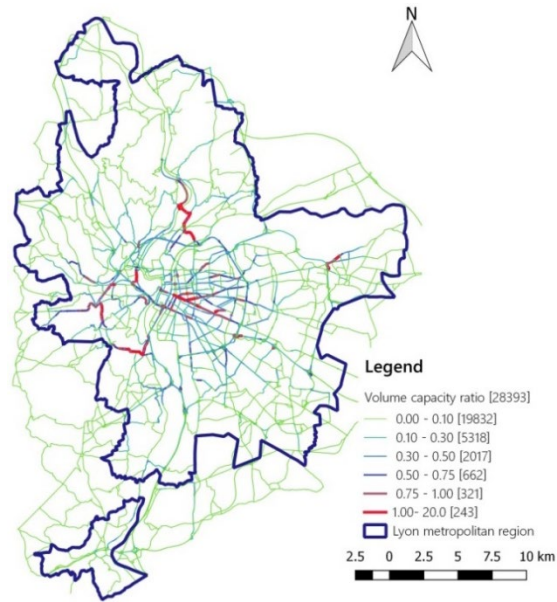 N
Legend
Volume capacity ratio [28393]
0.00 - 0.10 [19832]
0.10 - 0.30 [5318]
0.30 - 0.50 [2017]
0.50 - 0.75 [662]
0.75 - 1.00 [321]
1.00- 20.0 [243]
Lyon metropolitan region
2.5 0 2.5 5 7.5 10 km